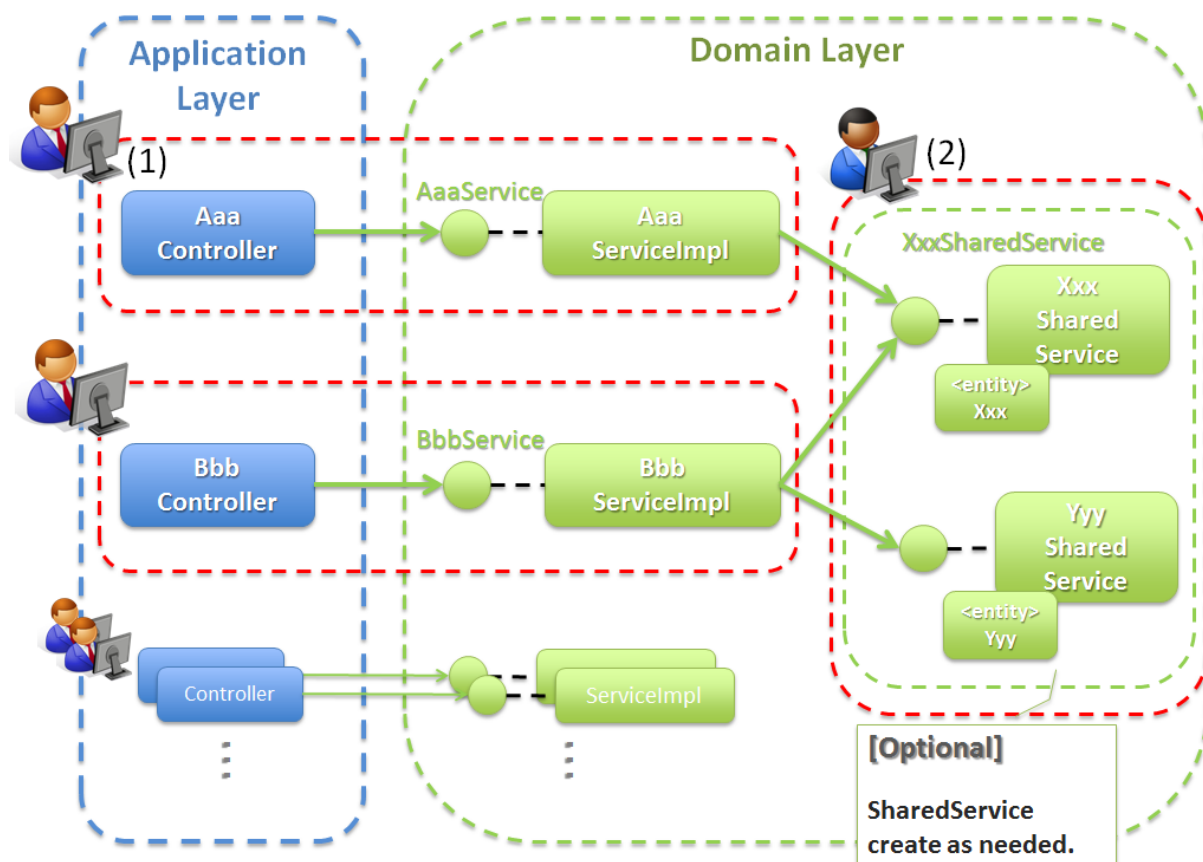 Application
Layer
Domain Layer
(1)
(2)
Aaa
Controller
AaaService
Aaa
ServiceImpl
XxxSharedService
Xxx
Shared
Service
<entity>
Xxx
Bbb
Controller
BbbService
Bbb
ServiceImpl
Yyy
Shared
Service
<entity>
Yyy
Controller
ServiceImpl
[Optional]
SharedService
create as needed.